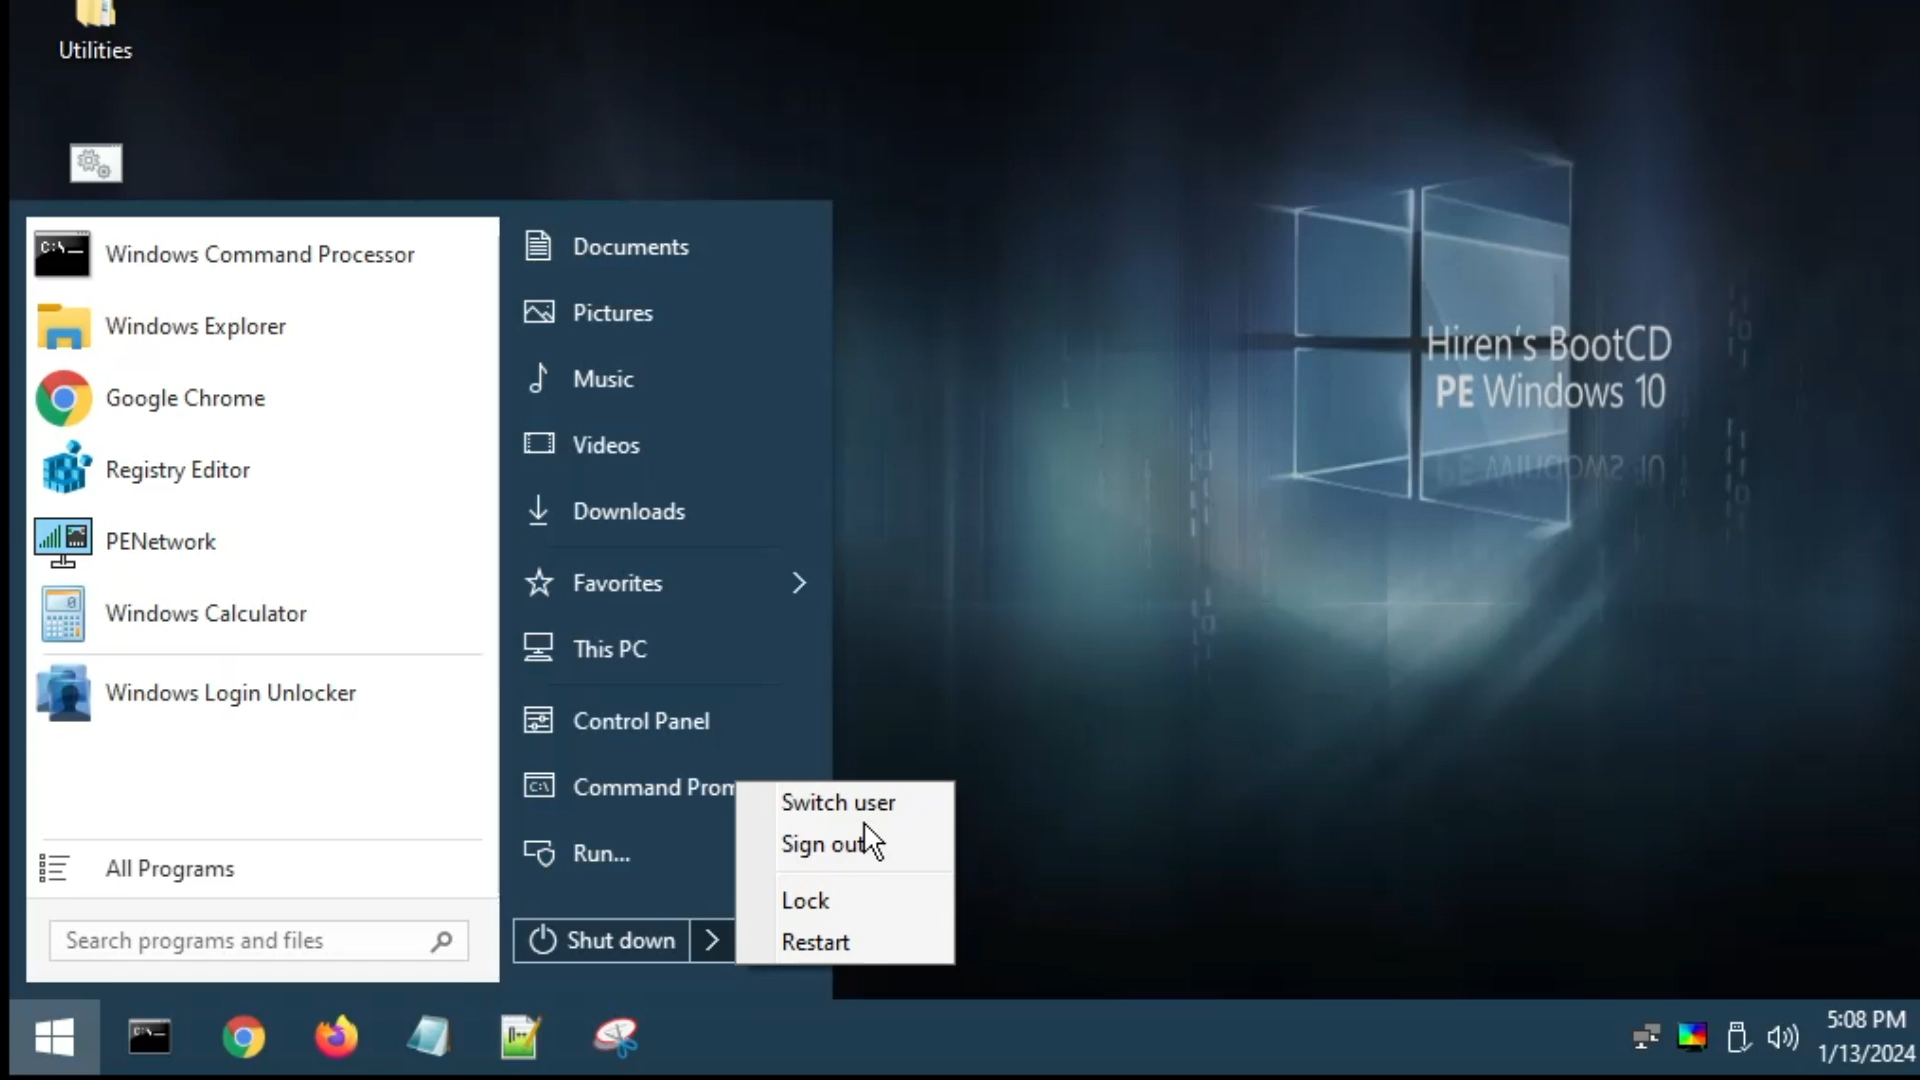 Utilities
Windows Command Processor
Windows Explorer
Google Chrome
Registry Editor
PENetwork
Windows Calculator
Windows Login Unlocker
All Programs
Search programs and files
Documents
Pictures
Music
Videos
Downloads
Favorites
This PC
Control Panel
Command Prom
Run...
Shut down
Switch user
Sign out
Lock
Restart
Hiren's BootCD
PE Windows 10
5:08 PM
1/13/2024